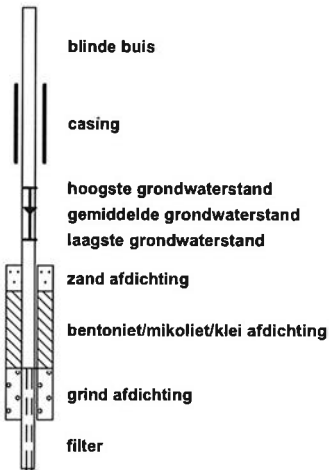 blinde buis
casing
hoogste grondwaterstand
gemiddelde grondwaterstand
laagste grondwaterstand
zand afdichting
bentoniet/mikoliet/klei afdichting
grind afdichting
filter